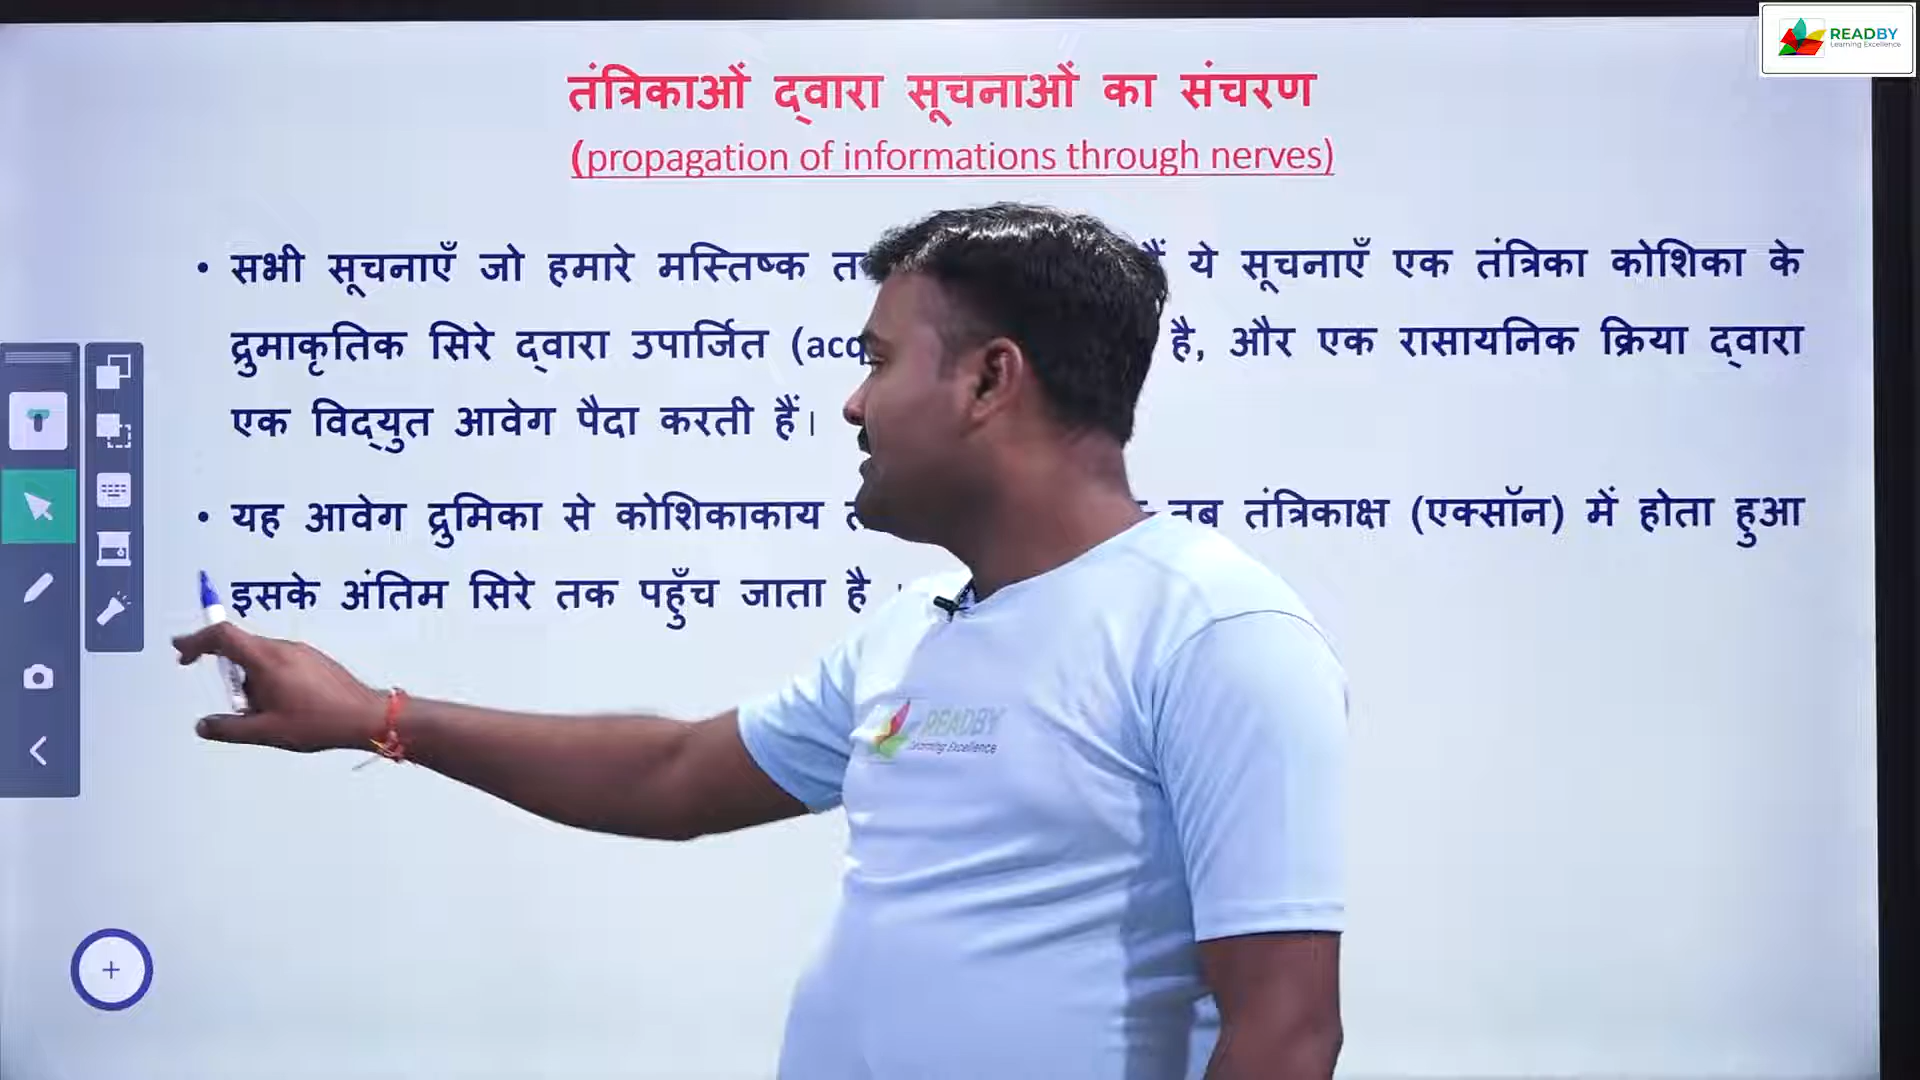 READBY
Learning Excellence
तंत्रिकाओं द्वारा सूचनाओं का संचरण
(propagation of informations through nerves)
• सभी सूचनाएँ जो हमारे मस्तिष्क ये सूचनाएँ एक तंत्रिका कोशिका के
द्रुमाकृतिक सिरे द्वारा उपार्जित है, और एक रासायनिक क्रिया द्वारा
एक विद्युत आवेग पैदा करती हैं।
• यह आवेग द्रुमिका से कोशिकाकाय तंत्रिकाक्ष (एक्सॉन) में होता हुआ
इसके अंतिम सिरे तक पहुँच जाता है
READBY
Learning Excellence